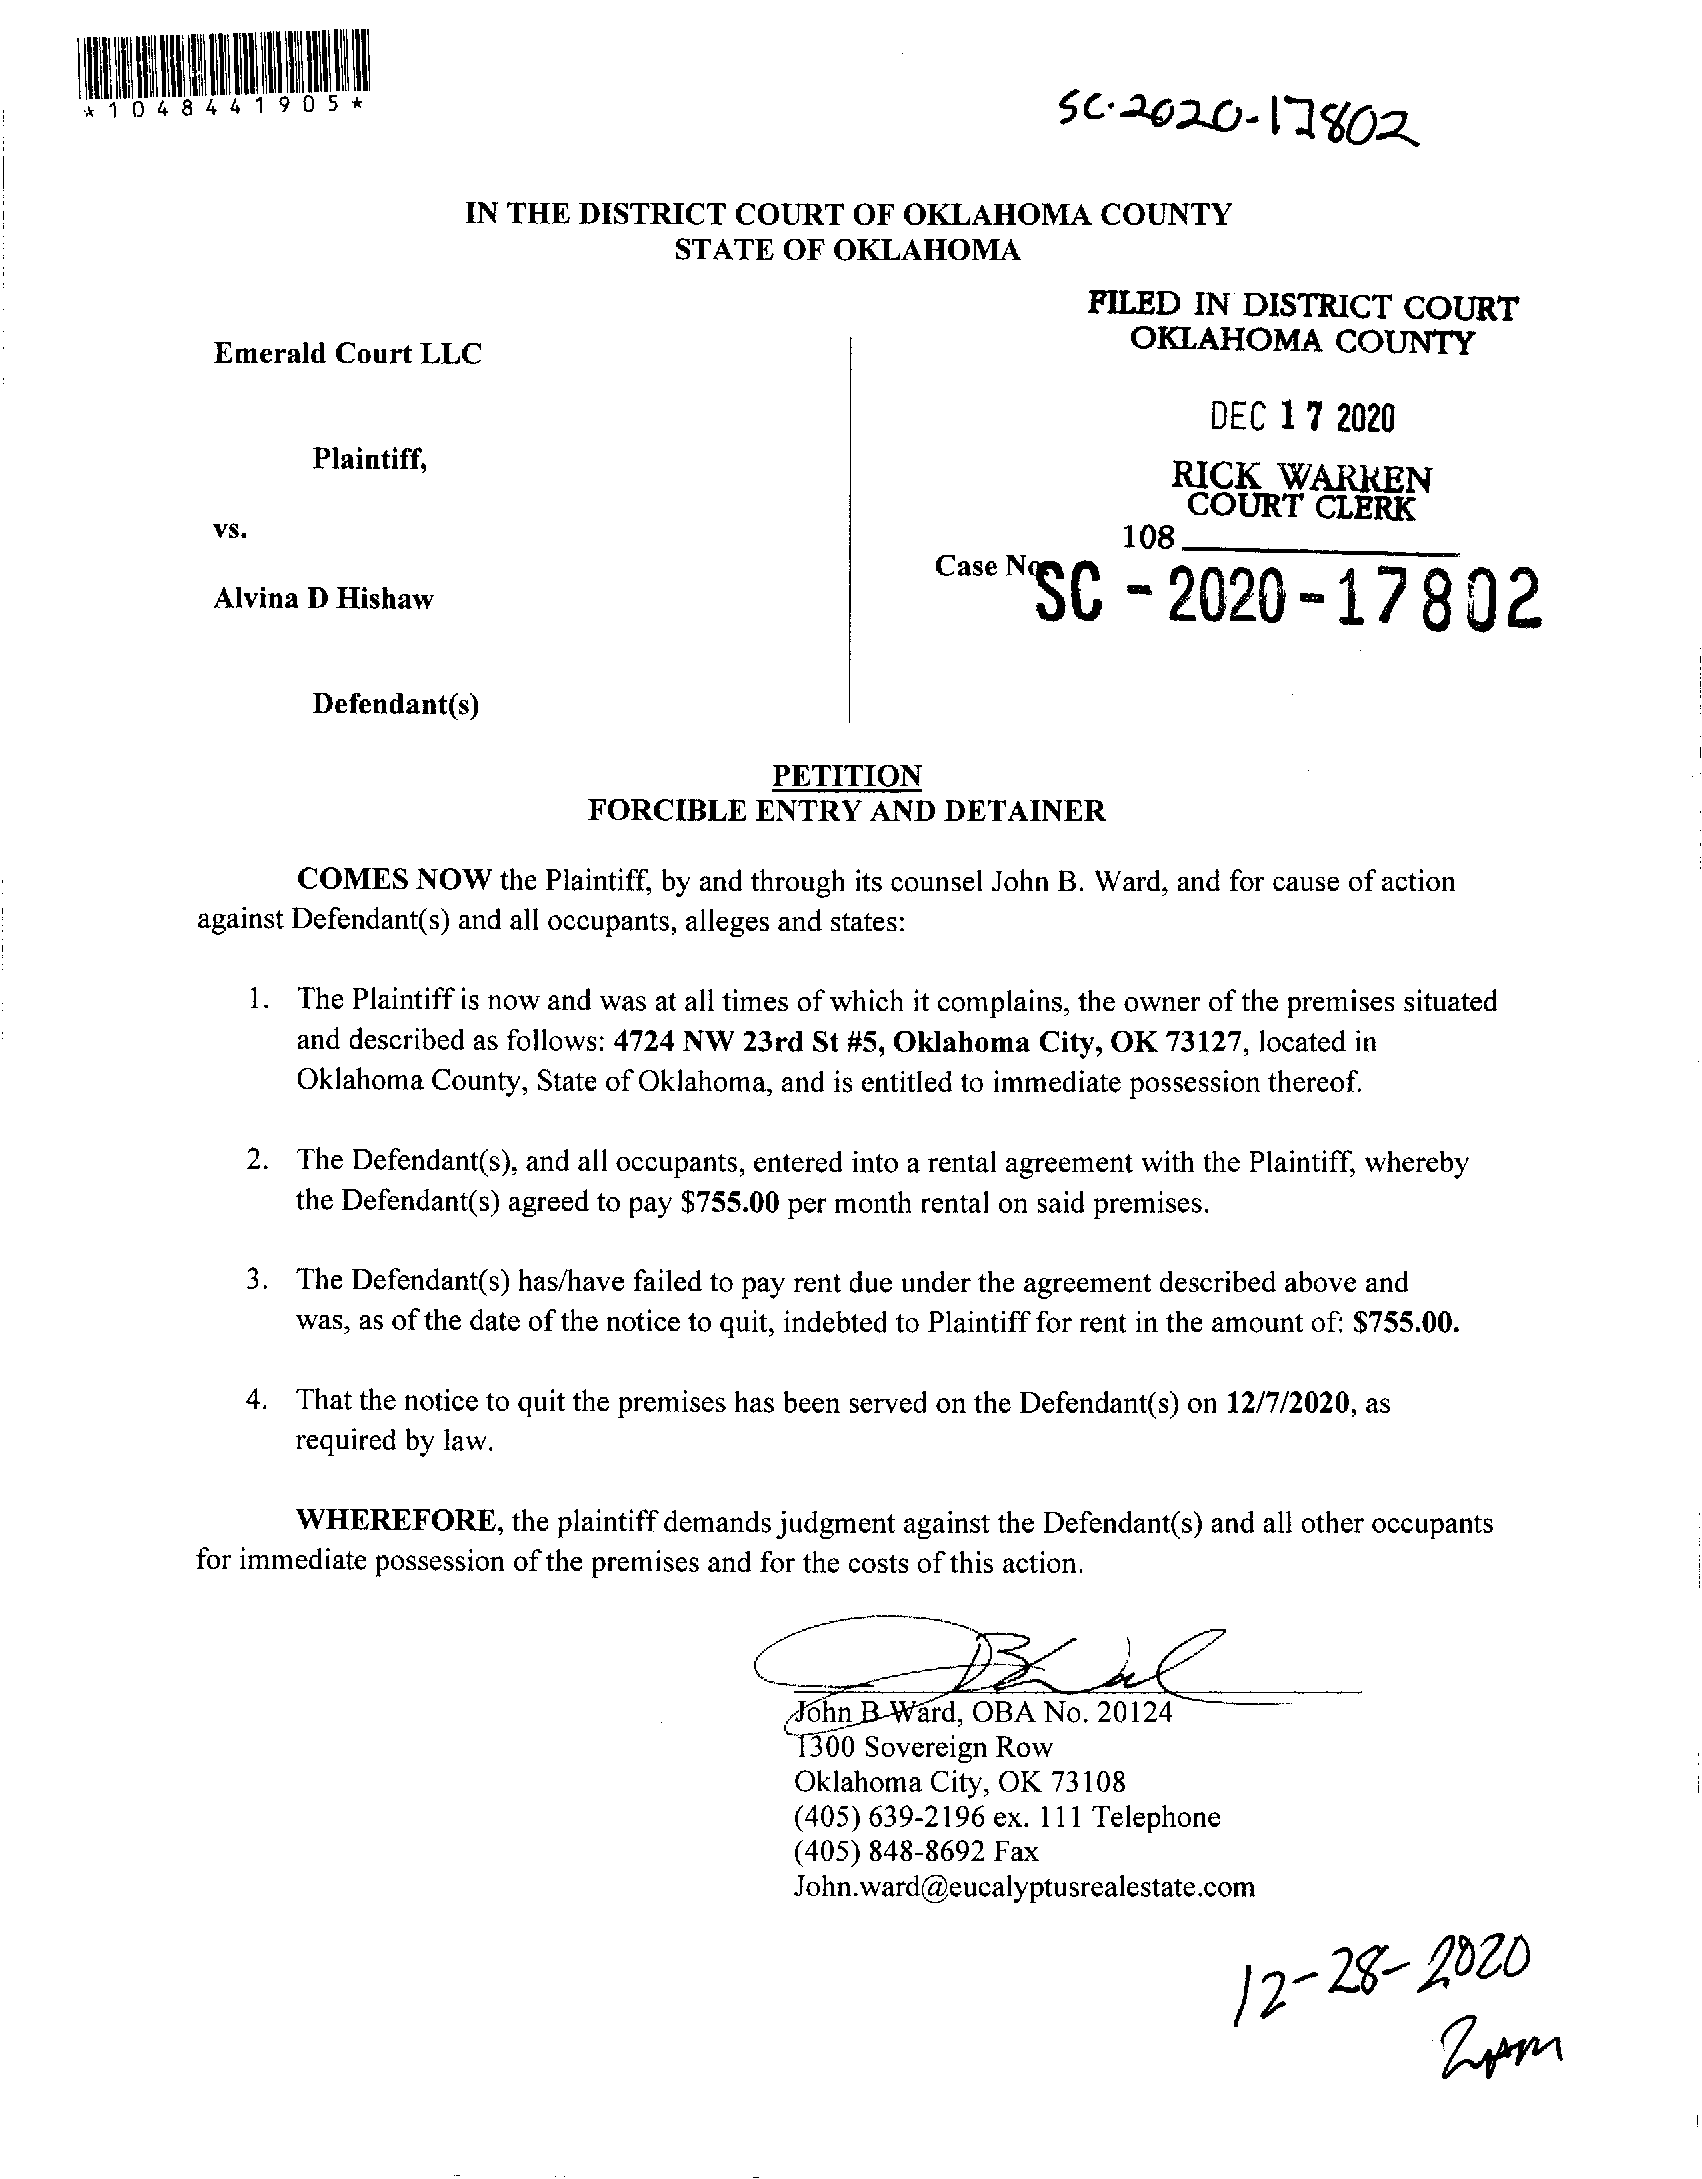 *1048441905*
SC-2020-17802
IN THE DISTRICT COURT OF OKLAHOMA COUNTY
STATE OF OKLAHOMA
FILED IN DISTRICT COURT
OKLAHOMA COUNTY
Emerald Court LLC
DEC 17 2020
Plaintiff,
RICK WARREN
COURT CLERK
vs.
108
Case No.
SC-2020-17802
Alvina D Hishaw
Defendant(s)
PETITION
FORCIBLE ENTRY AND DETAINER
COMES NOW the Plaintiff, by and through its counsel John B. Ward, and for cause of action
against Defendant(s) and all occupants, alleges and states:
1. The Plaintiff is now and was at all times of which it complains, the owner of the premises situated
and described as follows: 4724 NW 23rd St #5, Oklahoma City, OK 73127, located in
Oklahoma County, State of Oklahoma, and is entitled to immediate possession thereof.
2. The Defendant(s), and all occupants, entered into a rental agreement with the Plaintiff, whereby
the Defendant(s) agreed to pay $755.00 per month rental on said premises.
3. The Defendant(s) has/have failed to pay rent due under the agreement described above and
was, as of the date of the notice to quit, indebted to Plaintiff for rent in the amount of: $755.00.
4. That the notice to quit the premises has been served on the Defendant(s) on 12/7/2020, as
required by law.
WHEREFORE, the plaintiff demands judgment against the Defendant(s) and all other occupants
for immediate possession of the premises and for the costs of this action.
John B Ward, OBA No. 20124
1300 Sovereign Row
Oklahoma City, OK 73108
(405) 639-2196 ex. 111 Telephone
(405) 848-8692 Fax
John.ward@eucalyptusrealestate.com
12-28-2020